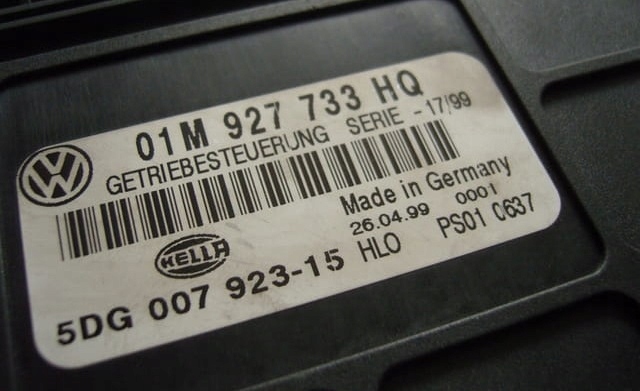 01M 927 733 HQ
GETRIEBESTEUERUNG SERIE - 17/99
VW
Made in Germany
26.04.99 0001
HELLA
HLO PS01 0637
5DG 007 923-15